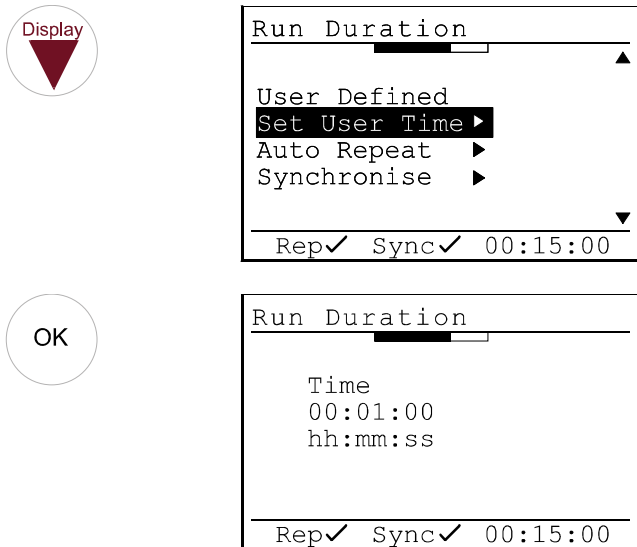 Display
Run Duration
User Defined
Set User Time
Auto Repeat
Synchronise
Rep✓ Sync✓ 00:15:00
OK
Run Duration
Time
00:01:00
hh:mm:ss
Rep✓ Sync✓ 00:15:00